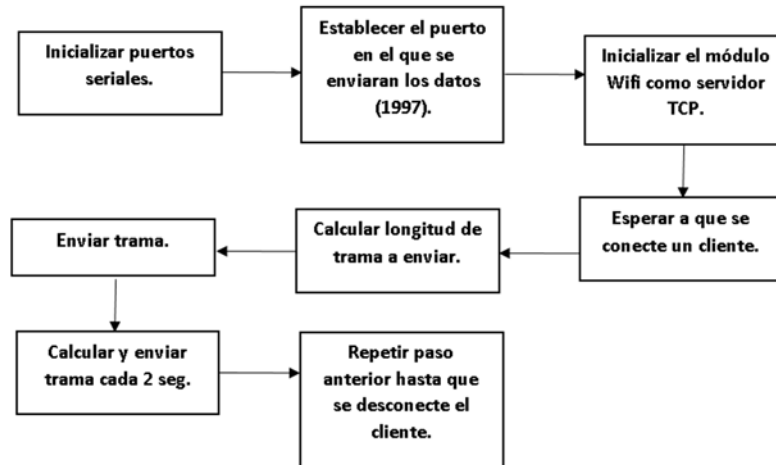 Inicializar puertos
seriales.
Establecer el puerto
en el que se
enviaran los datos
(1997).
Inicializar el módulo
Wifi como servidor
TCP.
Esperar a que se
conecte un cliente.
Calcular longitud de
trama a enviar.
Enviar trama.
Calcular y enviar
trama cada 2 seg.
Repetir paso
anterior hasta que
se desconecte el
cliente.